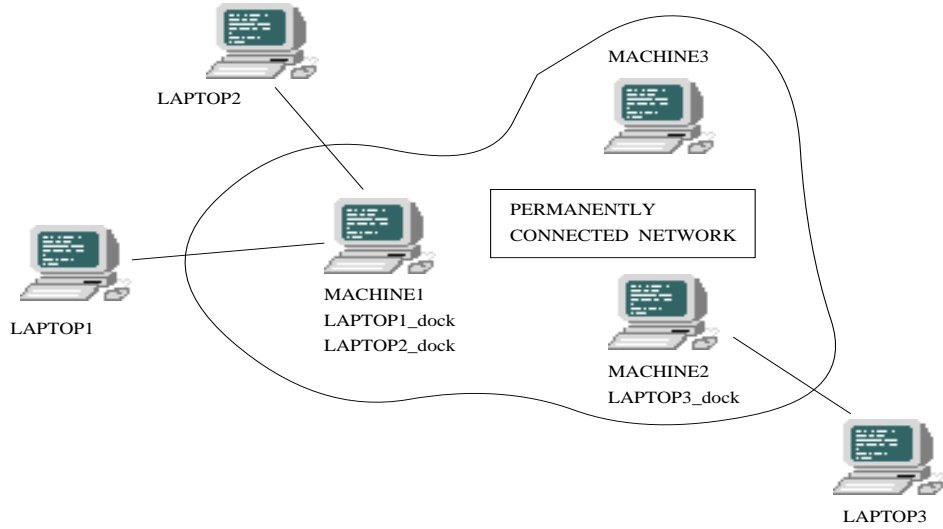 MACHINE3
LAPTOP2
PERMANENTLY
CONNECTED NETWORK
MACHINE1
LAPTOP1_dock
LAPTOP2_dock
LAPTOP1
MACHINE2
LAPTOP3_dock
LAPTOP3